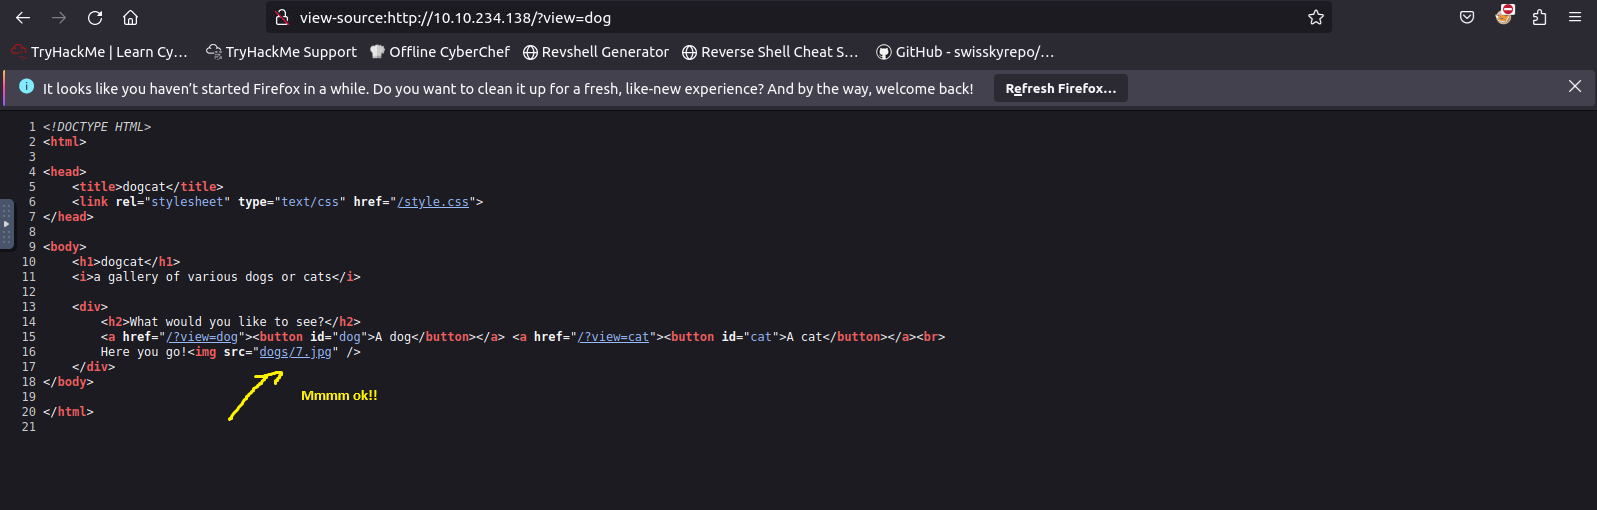 view-source:http://10.10.234.138/?view=dog
TryHackMe | Learn Cy… TryHackMe Support Offline CyberChef Revshell Generator Reverse Shell Cheat S… GitHub - swisskyrepo/…
It looks like you haven’t started Firefox in a while. Do you want to clean it up for a fresh, like-new experience? And by the way, welcome back! Refresh Firefox…
1 <!DOCTYPE HTML>
2 <html>
3
4 <head>
5 <title>dogcat</title>
6 <link rel="stylesheet" type="text/css" href="/style.css">
7 </head>
8
9 <body>
10 <h1>dogcat</h1>
11 <i>a gallery of various dogs or cats</i>
12
13 <div>
14 <h2>What would you like to see?</h2>
15 <a href="/?view=dog"><button id="dog">A dog</button></a> <a href="/?view=cat"><button id="cat">A cat</button></a><br>
16 Here you go!<img src="dogs/7.jpg" />
17 </div>
18 </body>
Mmmm ok!!
19
20 </html>
21